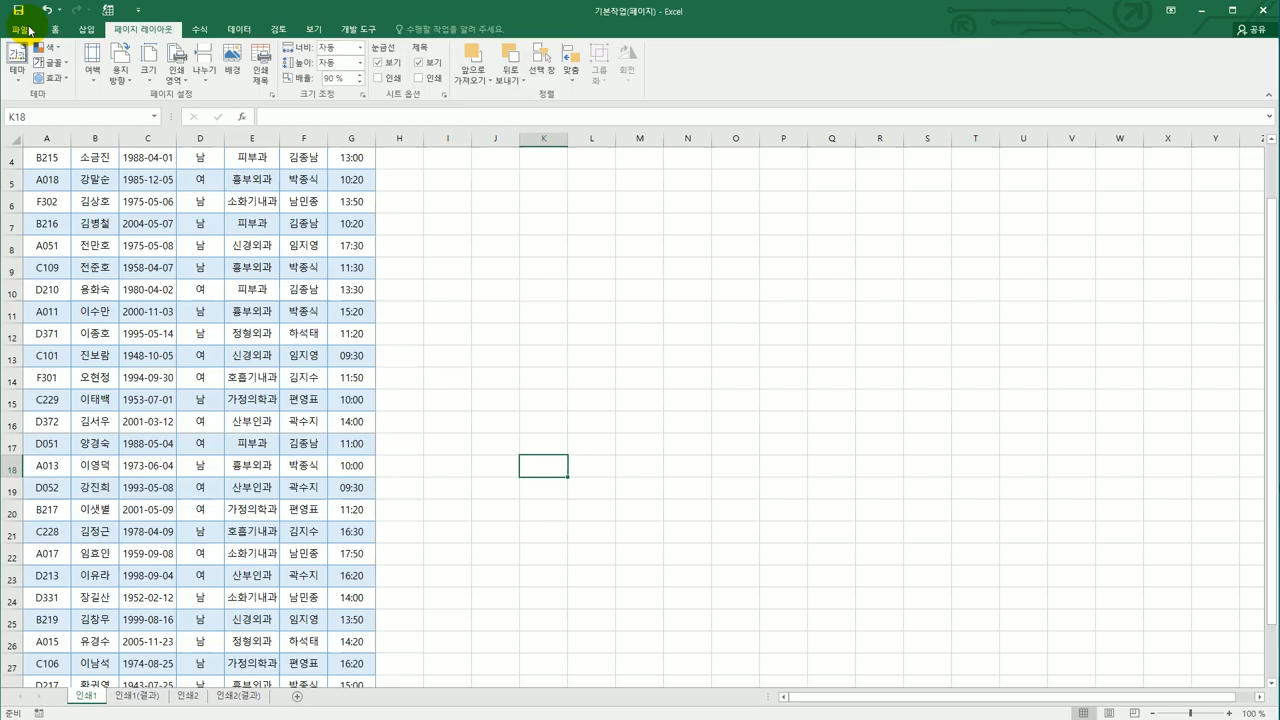 기본작업(페이지) - Excel
파일 홈 삽입 페이지 레이아웃 수식 데이터 검토 보기 개발 도구 수행할 작업을 알려 주세요. 공유
테마 색 글꼴 효과 여백 용지 방향 크기 인쇄 영역 나누기 배경 인쇄 제목 너비: 자동 높이: 자동 배율: 90 % 눈금선 보기 인쇄 제목 보기 인쇄 앞으로 가져오기 뒤로 보내기 선택 창 맞춤 그룹화 회전
테마 페이지 설정 크기 조정 시트 옵션 정렬
K18 fx
A B C D E F G H I J K L M N O P Q R S T U V W X Y Z
4 B215 소금진 1988-04-01 남 피부과 김종남 13:00
5 A018 강말순 1985-12-05 여 흉부외과 박종식 10:20
6 F302 김상호 1975-05-06 남 소화기내과 남민종 13:50
7 B216 김병철 2004-05-07 남 피부과 김종남 10:20
8 A051 전만호 1975-05-08 남 신경외과 임지영 17:30
9 C109 전준호 1958-04-07 남 흉부외과 박종식 11:30
10 D210 용화숙 1980-04-02 여 피부과 김종남 13:30
11 A011 이수만 2000-11-03 남 흉부외과 박종식 15:20
12 D371 이종호 1995-05-14 남 정형외과 하석태 11:20
13 C101 진보람 1948-10-05 여 신경외과 임지영 09:30
14 F301 오현정 1994-09-30 여 호흡기내과 김지수 11:50
15 C229 이태백 1953-07-01 남 가정의학과 편영표 10:00
16 D372 김서우 2001-03-12 여 산부인과 곽수지 14:00
17 D051 양경숙 1988-05-04 여 피부과 김종남 11:00
18 A013 이영덕 1973-06-04 남 흉부외과 박종식 10:00
19 D052 강진희 1993-05-08 여 산부인과 곽수지 09:30
20 B217 이샛별 2001-05-09 여 가정의학과 편영표 11:20
21 C228 김정근 1978-04-09 남 호흡기내과 김지수 16:30
22 A017 임효인 1959-09-08 여 소화기내과 남민종 17:50
23 D213 이유라 1998-09-04 여 산부인과 곽수지 16:20
24 D331 장길산 1952-02-12 남 소화기내과 남민종 14:00
25 B219 김창무 1999-08-16 남 신경외과 임지영 13:50
26 A015 유경수 2005-11-23 남 정형외과 하석태 14:20
27 C106 이남석 1974-08-25 남 가정의학과 편영표 16:20
D217 황귀영 1943-07-25 남 흉부외과 박종식 15:00
인쇄1 인쇄1(결과) 인쇄2 인쇄2(결과)
준비 100 %